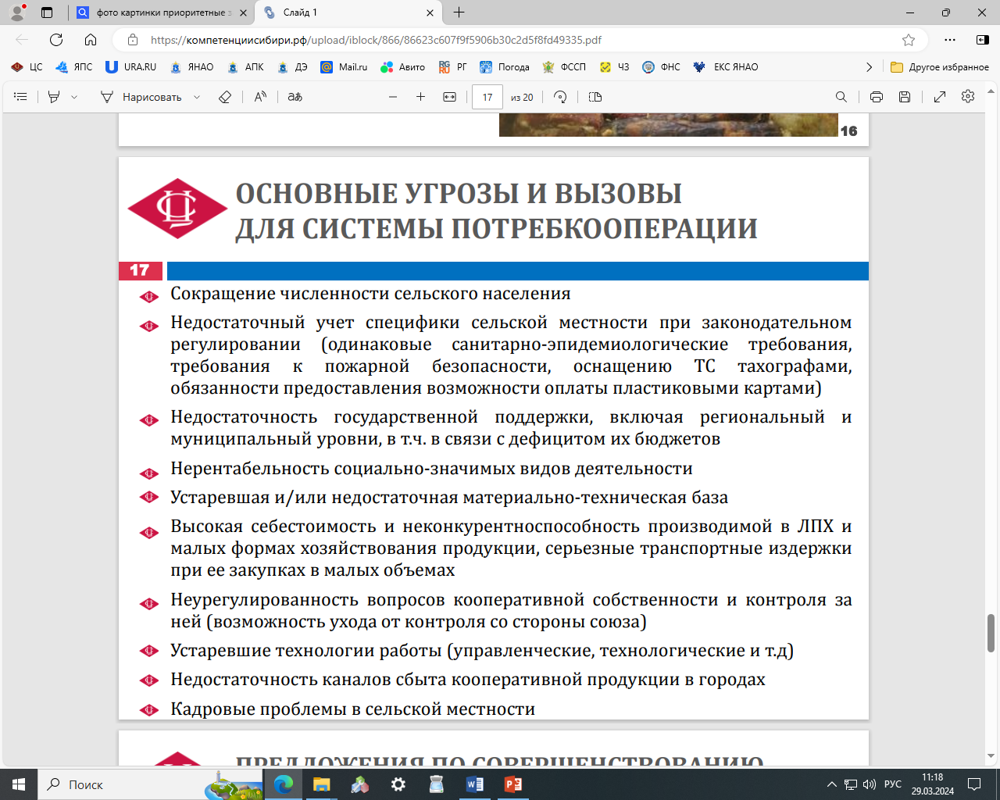 фото картинки приоритетные з
Слайд 1
https://компетенциисибири.рф/upload/iblock/866/86623c607f9f5906b30c2d5f8fd49335.pdf
ЦС
ЯПС
URA.RU
ЯНАО
АПК
ДЭ
Mail.ru
Авито
РГ
Погода
ФССП
ЧЗ
ФНС
ЕКС ЯНАО
Другое избранное
Нарисовать
17
из 20
16
ОСНОВНЫЕ УГРОЗЫ И ВЫЗОВЫ
ДЛЯ СИСТЕМЫ ПОТРЕБКООПЕРАЦИИ
17
Сокращение численности сельского населения
Недостаточный учет специфики сельской местности при законодательном
регулировании (одинаковые санитарно-эпидемиологические требования,
требования к пожарной безопасности, оснащению ТС тахографами,
обязанности предоставления возможности оплаты пластиковыми картами)
Недостаточность государственной поддержки, включая региональный и
муниципальный уровни, в т.ч. в связи с дефицитом их бюджетов
Нерентабельность социально-значимых видов деятельности
Устаревшая и/или недостаточная материально-техническая база
Высокая себестоимость и неконкурентноспособность производимой в ЛПХ и
малых формах хозяйствования продукции, серьезные транспортные издержки
при ее закупках в малых объемах
Неурегулированность вопросов кооперативной собственности и контроля за
ней (возможность ухода от контроля со стороны союза)
Устаревшие технологии работы (управленческие, технологические и т.д)
Недостаточность каналов сбыта кооперативной продукции в городах
Кадровые проблемы в сельской местности
ПРЕДЛОЖЕНИЯ ПО СОВЕРШЕНСТВОВАНИЮ
Поиск
РУС
11:18
29.03.2024